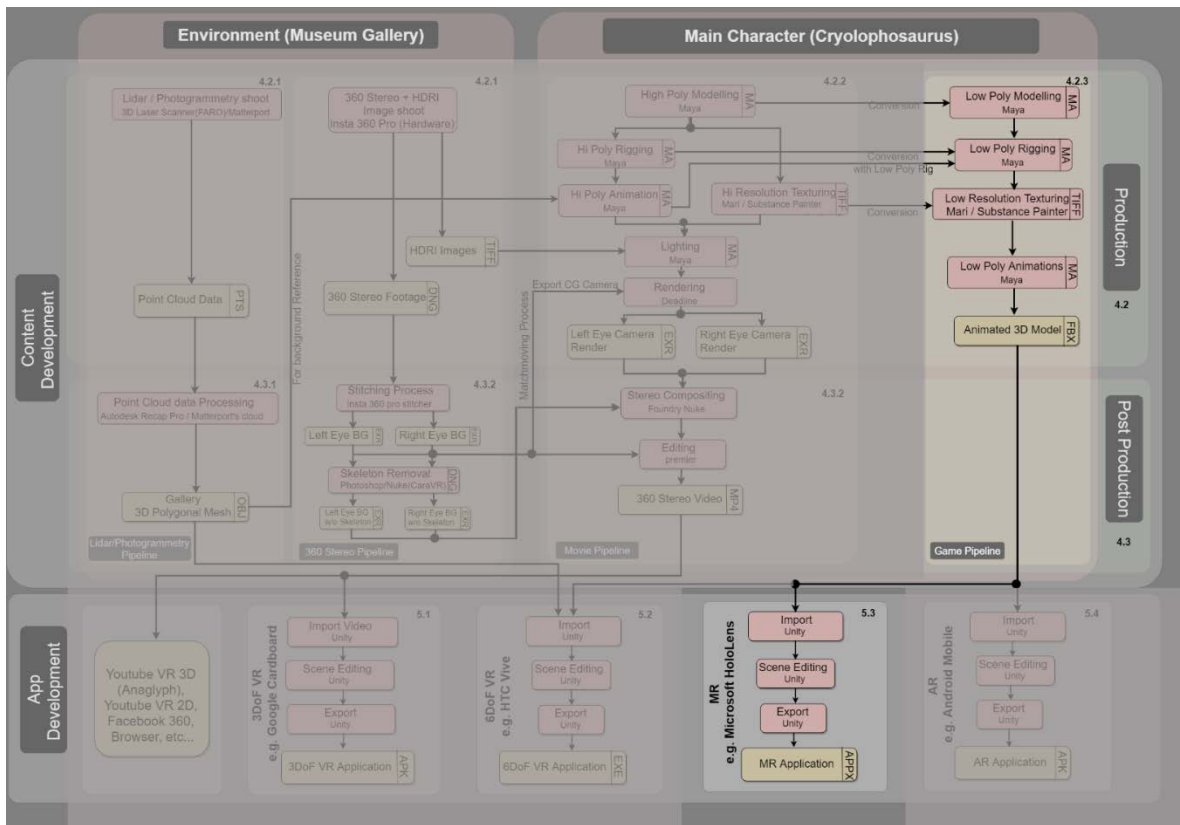 Environment (Museum Gallery)
Main Character (Cryolophosaurus)
Content
Development
4.2.1
Lidar / Photogrammetry shoot
3D Laser Scanner(FARO)/Matterport
Point Cloud Data
PTS
4.3.1
Point Cloud data Processing
Autodesk Recap Pro / Matterport's cloud
Gallery
3D Polygonal Mesh
OBJ
Lidar/Photogrammetry
Pipeline
For background Reference
4.2.1
360 Stereo + HDRI
Image shoot
Insta 360 Pro (Hardware)
HDRI Images
TIFF
360 Stereo Footage
DNG
4.3.2
Stitching Process
Insta 360 pro stitcher
Left Eye BG
EXR
Right Eye BG
EXR
Skeleton Removal
Photoshop/Nuke(CaraVR)
DNG
Left Eye BG
w/o Skeleton
EXR
Right Eye BG
w/o Skeleton
EXR
360 Stereo Pipeline
Matchmoving Process
Export CG Camera
4.2.2
High Poly Modelling
Maya
MA
Hi Poly Rigging
Maya
MA
Hi Poly Animation
Maya
MA
Hi Resolution Texturing
Mari / Substance Painter
TIFF
Lighting
Maya
MA
Rendering
Deadline
Left Eye Camera
Render
EXR
Right Eye Camera
Render
EXR
4.3.2
Stereo Compositing
Foundry Nuke
Editing
premier
360 Stereo Video
MP4
Movie Pipeline
Conversion
Conversion
with Low Poly Rig
Conversion
4.2.3
Low Poly Modelling
Maya
MA
Low Poly Rigging
Maya
MA
Low Resolution Texturing
Mari / Substance Painter
TIFF
Low Poly Animations
Maya
MA
Animated 3D Model
FBX
Game Pipeline
Production
4.2
Post Production
4.3
App
Development
Youtube VR 3D
(Anaglyph),
Youtube VR 2D,
Facebook 360,
Browser, etc...
5.1
3DoF VR
e.g. Google Cardboard
Import Video
Unity
Scene Editing
Unity
Export
Unity
3DoF VR Application
APK
5.2
6DoF VR
e.g. HTC Vive
Import
Unity
Scene Editing
Unity
Export
Unity
6DoF VR Application
EXE
5.3
MR
e.g. Microsoft HoloLens
Import
Unity
Scene Editing
Unity
Export
Unity
MR Application
APPX
5.4
AR
e.g. Android Mobile
Import
Unity
Scene Editing
Unity
Export
Unity
AR Application
APK